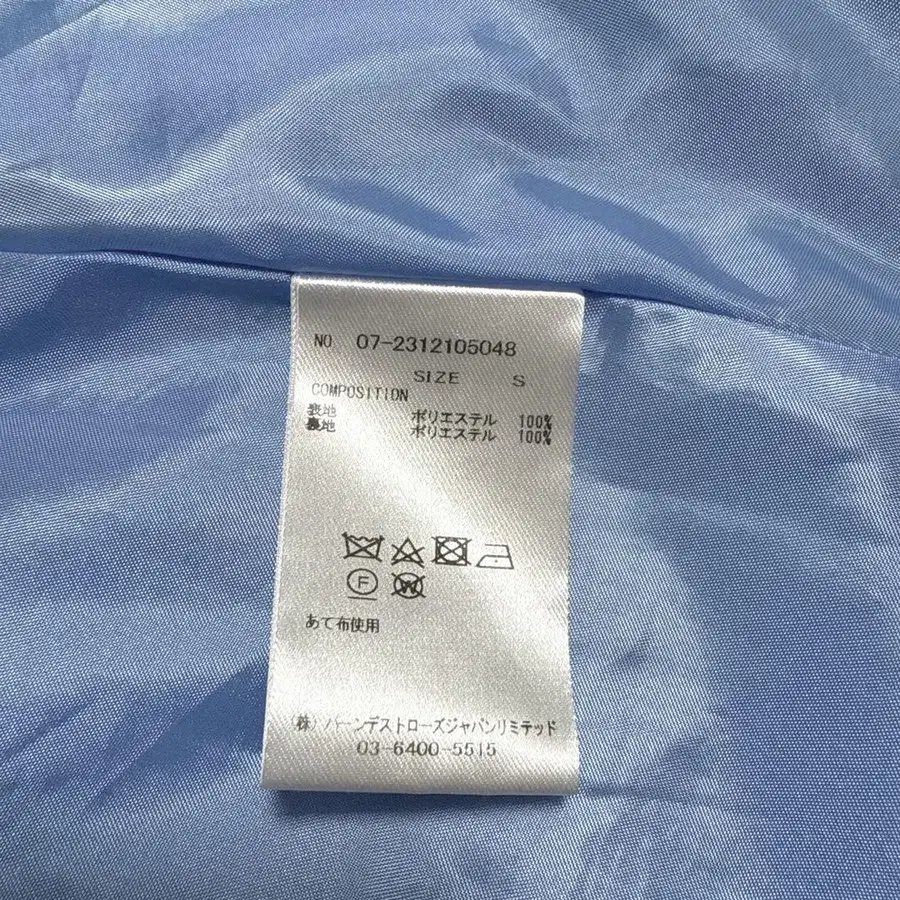 NO 07-2312105048
SIZE S
COMPOSITION
表地 ポリエステル 100%
裏地 ポリエステル 100%
F
W
あて布使用
(株)バーンデストローズジャパンリミテッド
03-6400-5515